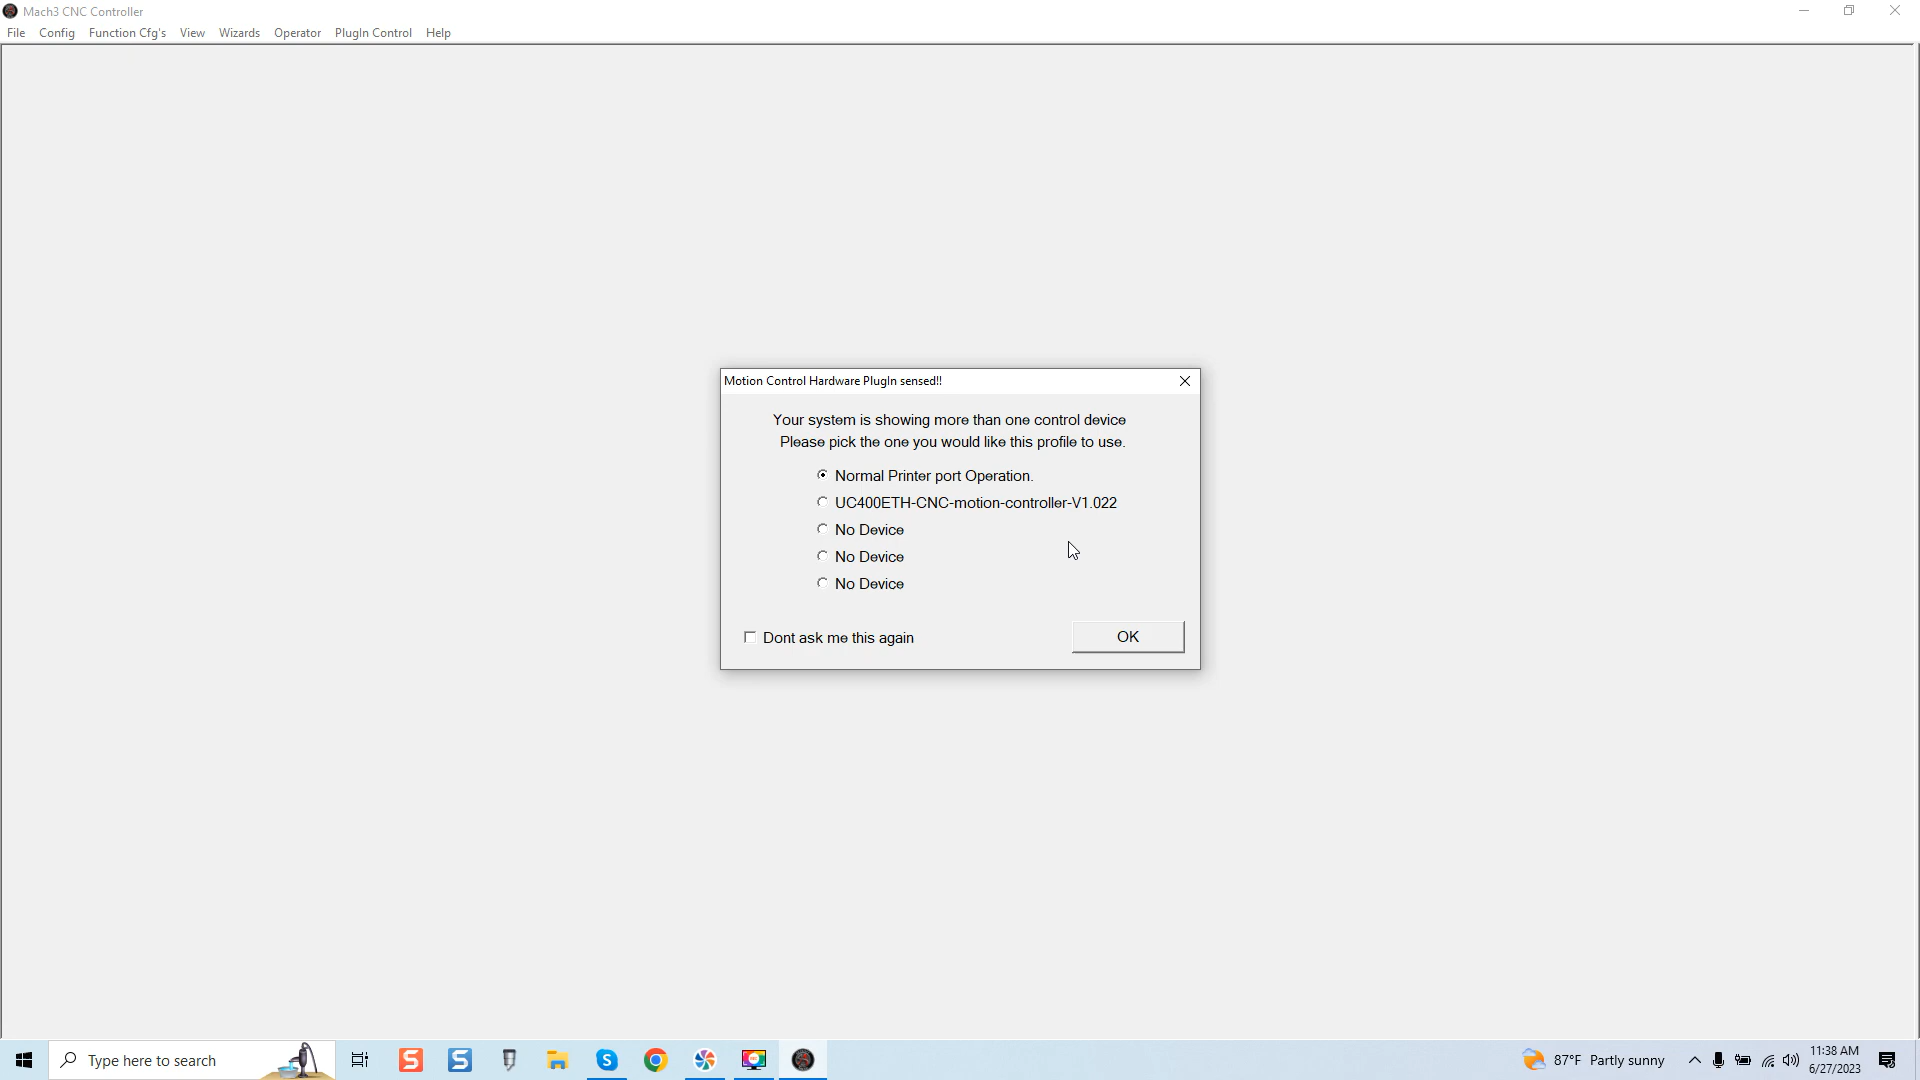 Mach3 CNC Controller
File Config Function Cfg's View Wizards Operator PlugIn Control Help
Motion Control Hardware PlugIn sensed!!
Your system is showing more than one control device
Please pick the one you would like this profile to use.
Normal Printer port Operation.
UC400ETH-CNC-motion-controller-V1.022
No Device
No Device
No Device
Dont ask me this again
OK
Type here to search
S
S
S
87°F Partly sunny
11:38 AM
6/27/2023